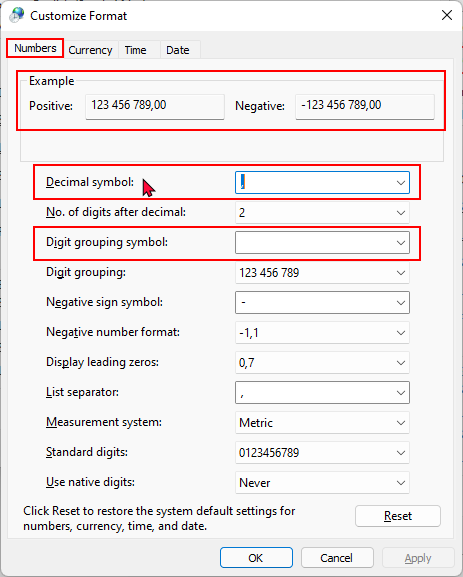 Customize Format
Numbers Currency Time Date
Example
Positive: 123 456 789,00 Negative: -123 456 789,00
Decimal symbol: ,
No. of digits after decimal: 2
Digit grouping symbol:
Digit grouping: 123 456 789
Negative sign symbol: -
Negative number format: -1,1
Display leading zeros: 0,7
List separator: ,
Measurement system: Metric
Standard digits: 0123456789
Use native digits: Never
Click Reset to restore the system default settings for
numbers, currency, time, and date.
Reset
OK Cancel Apply